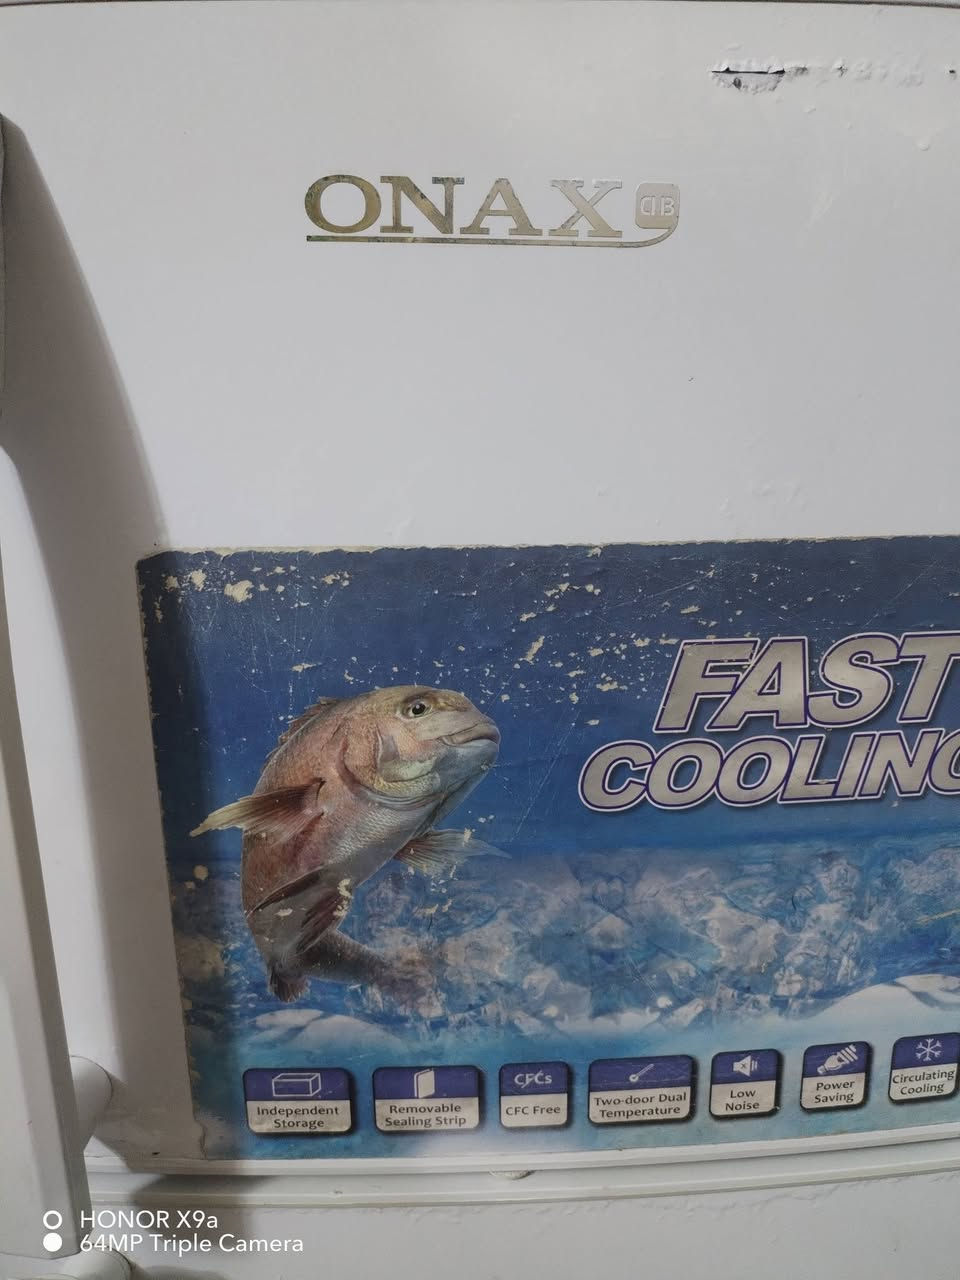 ONAX
FAST
COOLING
CFCs
Independent
Storage
Removable
Sealing Strip
CFC Free
Two-door Dual
Temperature
Low
Noise
Power
Saving
Circulating
Cooling
HONOR X9a
64MP Triple Camera